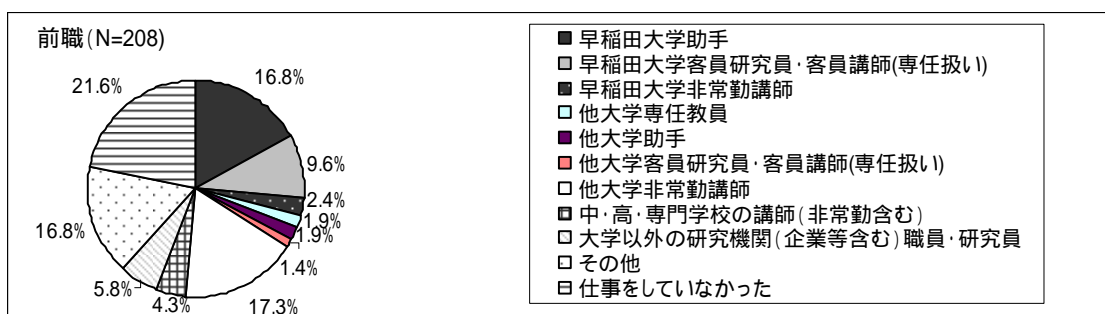 前職(N=208)
16.8%
9.6%
2.4%
1.9%
1.9%
1.4%
17.3%
4.3%
5.8%
16.8%
21.6%
早稲田大学助手
早稲田大学客員研究員・客員講師(専任扱い)
早稲田大学非常勤講師
他大学専任教員
他大学助手
他大学客員研究員・客員講師(専任扱い)
他大学非常勤講師
中・高・専門学校の講師(非常勤含む)
大学以外の研究機関(企業等含む)職員・研究員
その他
仕事をしていなかった